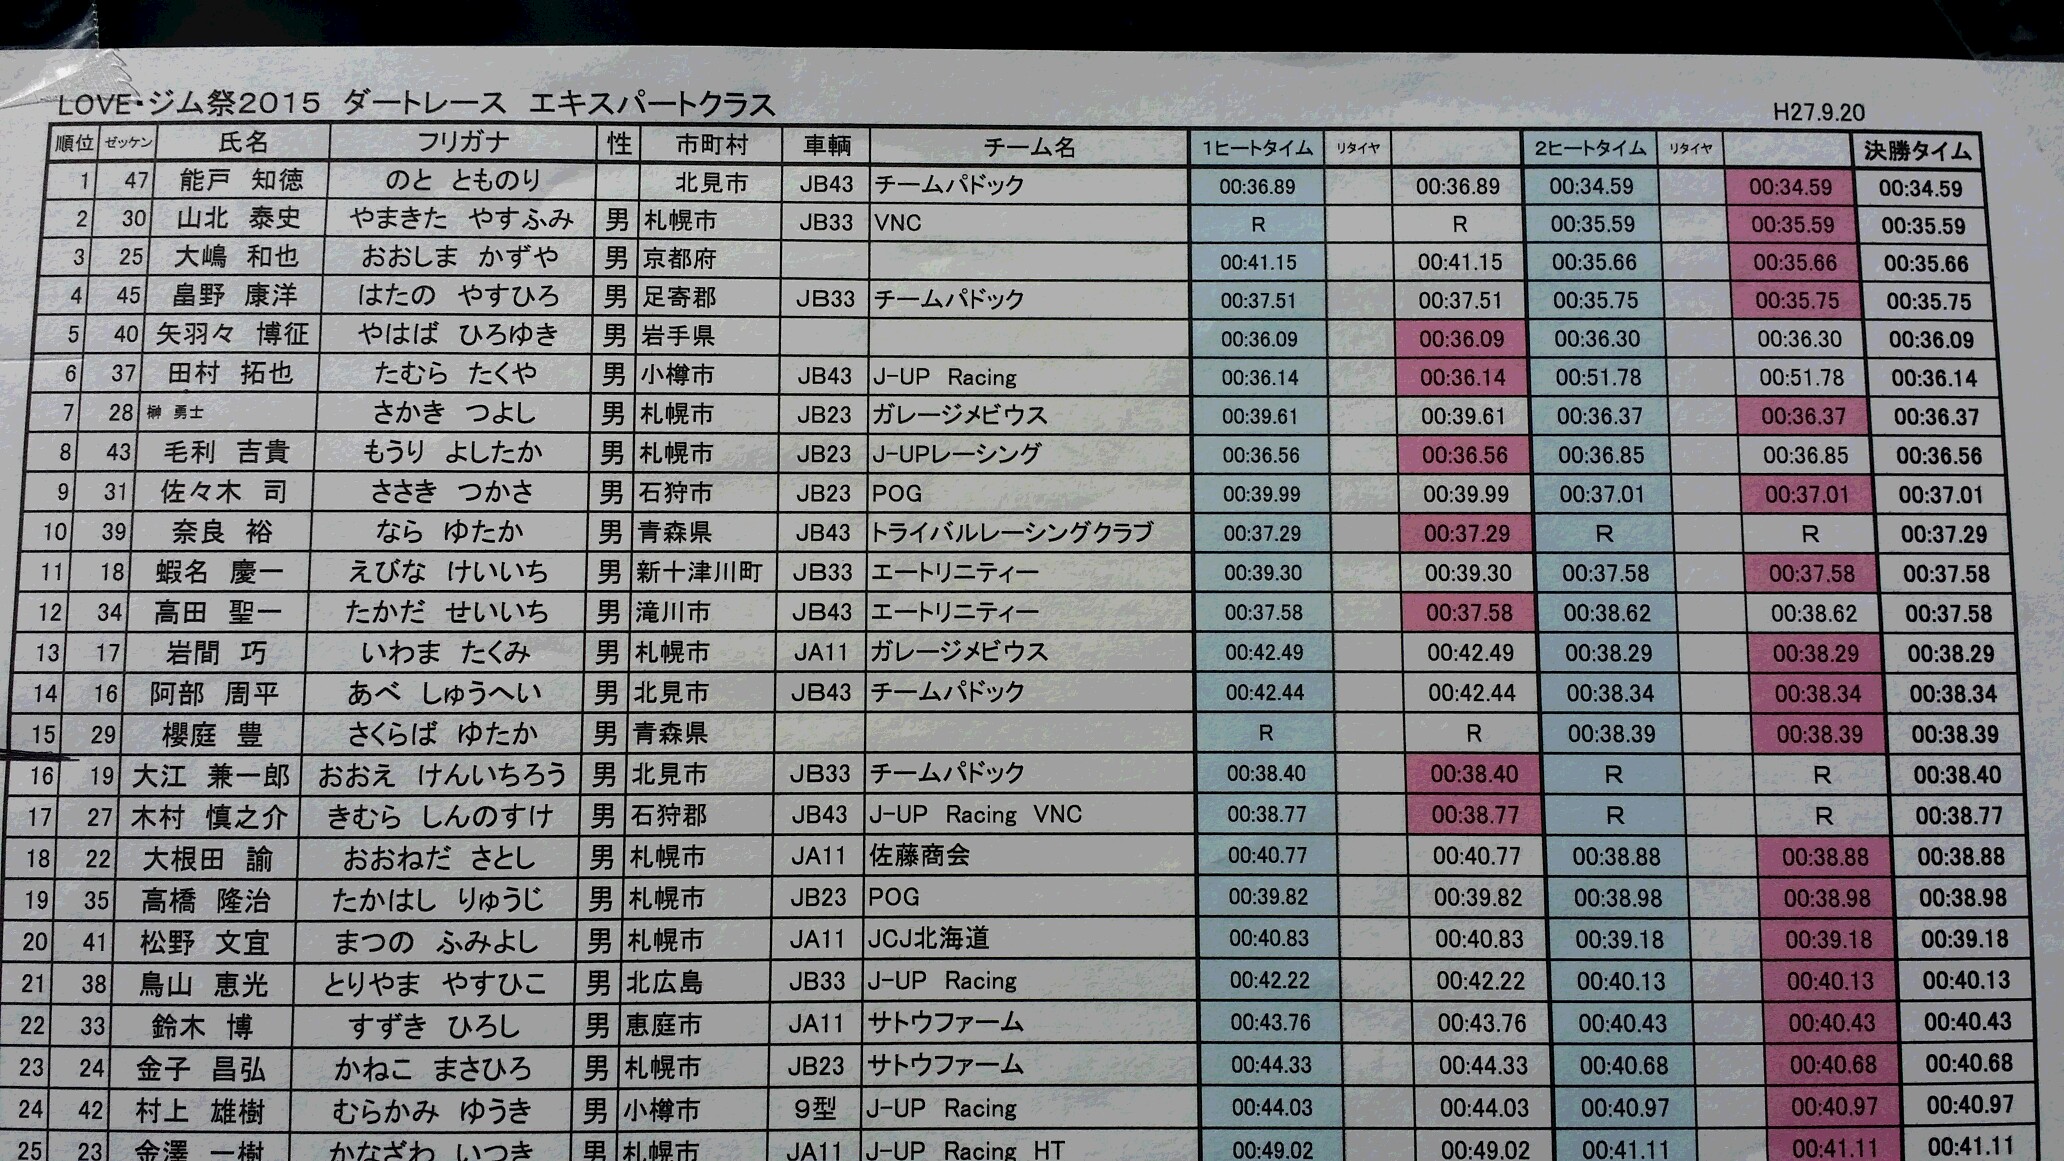 LOVE・ジム祭2015 ダートレース エキスパートクラス H27.9.20
順位 ゼッケン 氏名 フリガナ 性 市町村 車輌 チーム名 1ヒートタイム リタイヤ 2ヒートタイム リタイヤ 決勝タイム
1 47 能戸 知徳 のと とものり 北見市 JB43 チームパドック 00:36.89 00:36.89 00:34.59 00:34.59 00:34.59
2 30 山北 泰史 やまきた やすふみ 男 札幌市 JB33 VNC R R 00:35.59 00:35.59 00:35.59
3 25 大嶋 和也 おおしま かずや 男 京都府 00:41.15 00:41.15 00:35.66 00:35.66 00:35.66
4 45 畠野 康洋 はたの やすひろ 男 足寄郡 JB33 チームパドック 00:37.51 00:37.51 00:35.75 00:35.75 00:35.75
5 40 矢羽々 博征 やはば ひろゆき 男 岩手県 00:36.09 00:36.09 00:36.30 00:36.30 00:36.09
6 37 田村 拓也 たむら たくや 男 小樽市 JB43 J-UP Racing 00:36.14 00:36.14 00:51.78 00:51.78 00:36.14
7 28 榊 勇士 さかき つよし 男 札幌市 JB23 ガレージメビウス 00:39.61 00:39.61 00:36.37 00:36.37 00:36.37
8 43 毛利 吉貴 もうり よしたか 男 札幌市 JB23 J-UPレーシング 00:36.56 00:36.56 00:36.85 00:36.85 00:36.56
9 31 佐々木 司 ささき つかさ 男 石狩市 JB23 POG 00:39.99 00:39.99 00:37.01 00:37.01 00:37.01
10 39 奈良 裕 なら ゆたか 男 青森県 JB43 トライバルレーシングクラブ 00:37.29 00:37.29 R R 00:37.29
11 18 蝦名 慶一 えびな けいいち 男 新十津川町 JB33 エートリニティー 00:39.30 00:39.30 00:37.58 00:37.58 00:37.58
12 34 高田 聖一 たかだ せいいち 男 滝川市 JB43 エートリニティー 00:37.58 00:37.58 00:38.62 00:38.62 00:37.58
13 17 岩間 巧 いわま たくみ 男 札幌市 JA11 ガレージメビウス 00:42.49 00:42.49 00:38.29 00:38.29 00:38.29
14 16 阿部 周平 あべ しゅうへい 男 北見市 JB43 チームパドック 00:42.44 00:42.44 00:38.34 00:38.34 00:38.34
15 29 櫻庭 豊 さくらば ゆたか 男 青森県 R R 00:38.39 00:38.39 00:38.39
16 19 大江 兼一郎 おおえ けんいちろう 男 北見市 JB33 チームパドック 00:38.40 00:38.40 R R 00:38.40
17 27 木村 慎之介 きむら しんのすけ 男 石狩郡 JB43 J-UP Racing VNC 00:38.77 00:38.77 R R 00:38.77
18 22 大根田 諭 おおねだ さとし 男 札幌市 JA11 佐藤商会 00:40.77 00:40.77 00:38.88 00:38.88 00:38.88
19 35 高橋 隆治 たかはし りゅうじ 男 札幌市 JB23 POG 00:39.82 00:39.82 00:38.98 00:38.98 00:38.98
20 41 松野 文宜 まつの ふみよし 男 札幌市 JA11 JCJ北海道 00:40.83 00:40.83 00:39.18 00:39.18 00:39.18
21 38 鳥山 恵光 とりやま やすひこ 男 北広島 JB33 J-UP Racing 00:42.22 00:42.22 00:40.13 00:40.13 00:40.13
22 33 鈴木 博 すずき ひろし 男 恵庭市 JA11 サトウファーム 00:43.76 00:43.76 00:40.43 00:40.43 00:40.43
23 24 金子 昌弘 かねこ まさひろ 男 札幌市 JB23 サトウファーム 00:44.33 00:44.33 00:40.68 00:40.68 00:40.68
24 42 村上 雄樹 むらかみ ゆうき 男 小樽市 9型 J-UP Racing 00:44.03 00:44.03 00:40.97 00:40.97 00:40.97
25 23 金澤 一樹 かなざわ いつき 男 札幌市 JA11 J-UP Racing HT 00:49.02 00:49.02 00:41.11 00:41.11 00:41.11